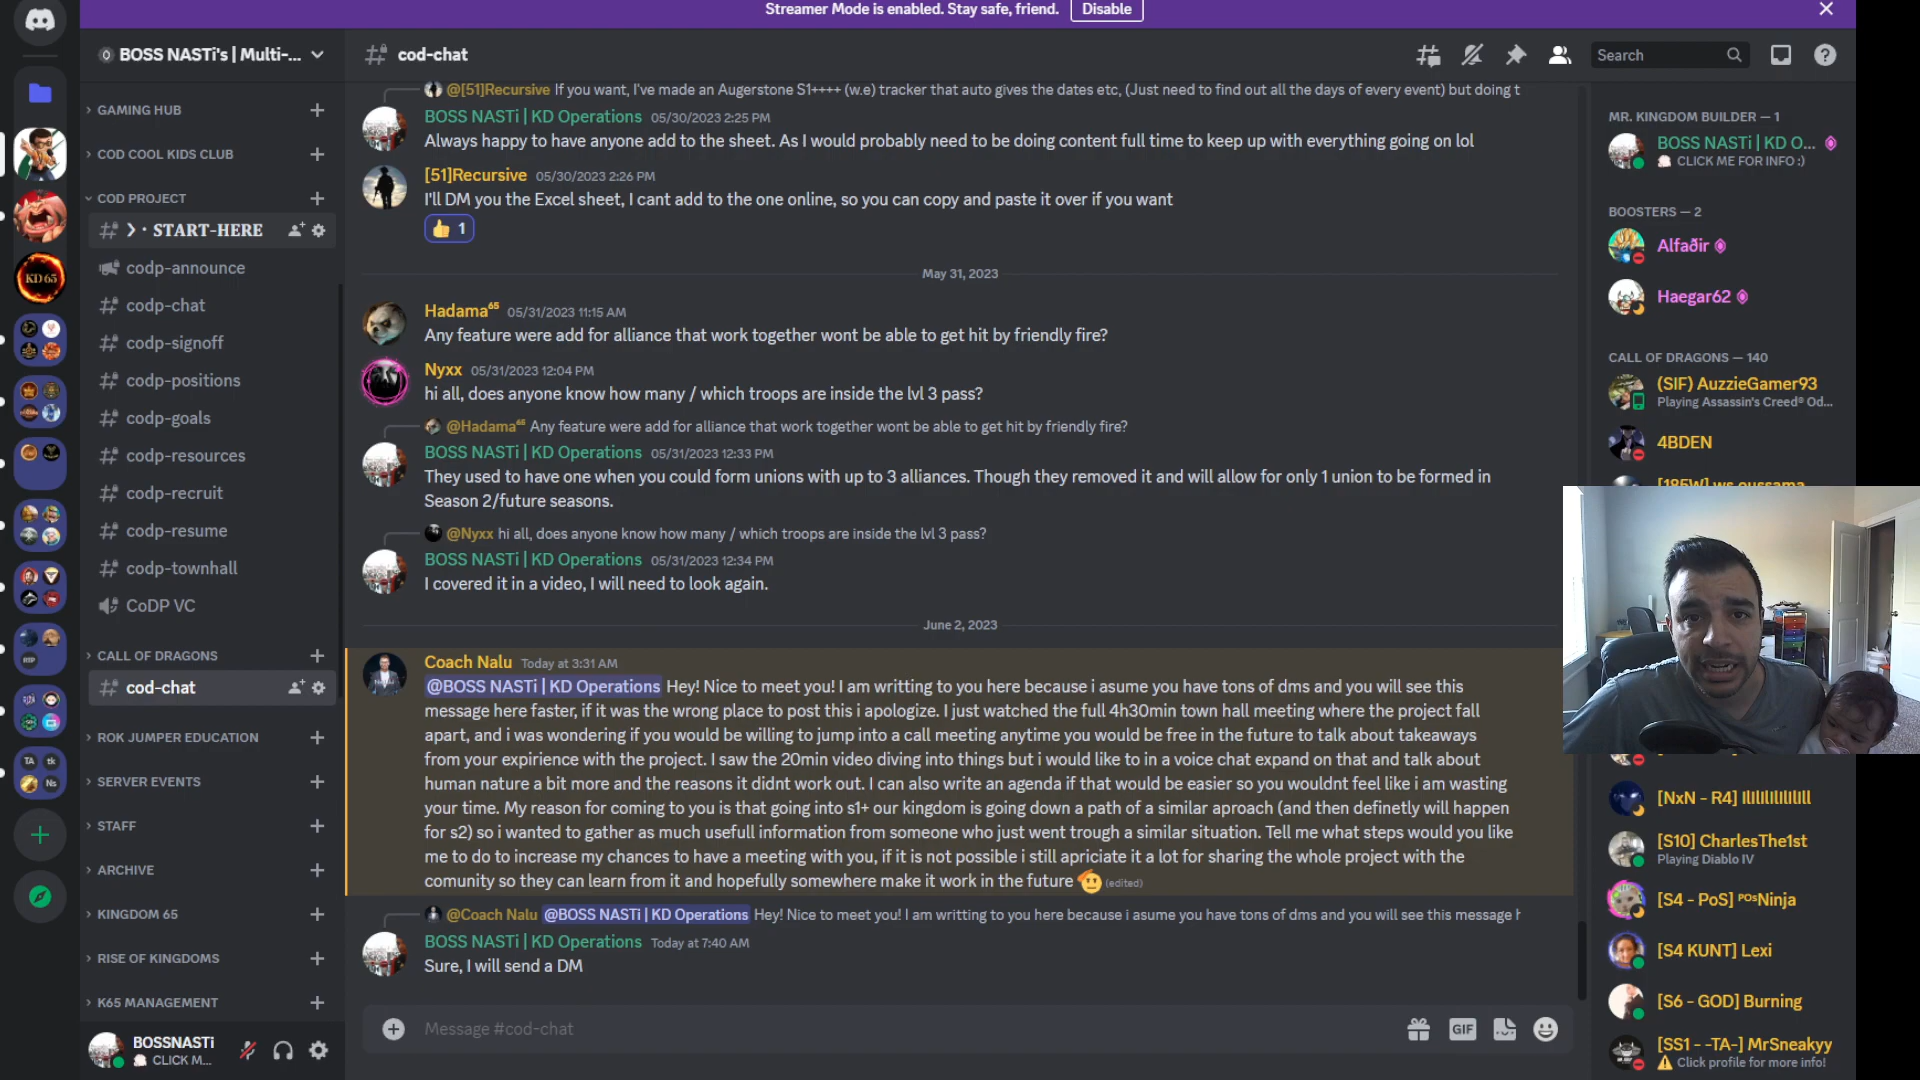 Streamer Mode is enabled. Stay safe, friend.
Disable
BOSS NASTi's | Multi-...
GAMING HUB
COD COOL KIDS CLUB
COD PROJECT
START-HERE
codp-announce
codp-chat
codp-signoff
codp-positions
codp-goals
codp-resources
codp-recruit
codp-resume
codp-townhall
CoDP VC
CALL OF DRAGONS
cod-chat
ROK JUMPER EDUCATION
SERVER EVENTS
STAFF
ARCHIVE
KINGDOM 65
RISE OF KINGDOMS
K65 MANAGEMENT
BOSSNASTi
CLICK M...
KD 65
TA
tk
Ns
cod-chat
Search
@[51]Recursive If you want, I've made an Augerstone S1++++ (w.e) tracker that auto gives the dates etc, (Just need to find out all the days of every event) but doing t
BOSS NASTi | KD Operations 05/30/2023 2:25 PM
Always happy to have anyone add to the sheet. As I would probably need to be doing content full time to keep up with everything going on lol
[51]Recursive 05/30/2023 2:26 PM
I'll DM you the Excel sheet, I cant add to the one online, so you can copy and paste it over if you want
👍 1
May 31, 2023
Hadama⁶⁵ 05/31/2023 11:15 AM
Any feature were add for alliance that work together wont be able to get hit by friendly fire?
Nyxx 05/31/2023 12:04 PM
hi all, does anyone know how many / which troops are inside the lvl 3 pass?
@Hadama⁶⁵ Any feature were add for alliance that work together wont be able to get hit by friendly fire?
BOSS NASTi | KD Operations 05/31/2023 12:33 PM
They used to have one when you could form unions with up to 3 alliances. Though they removed it and will allow for only 1 union to be formed in
Season 2/future seasons.
@Nyxx hi all, does anyone know how many / which troops are inside the lvl 3 pass?
BOSS NASTi | KD Operations 05/31/2023 12:34 PM
I covered it in a video, I will need to look again.
June 2, 2023
Coach Nalu Today at 3:31 AM
@BOSS NASTi | KD Operations Hey! Nice to meet you! I am writting to you here because i asume you have tons of dms and you will see this
message here faster, if it was the wrong place to post this i apologize. I just watched the full 4h30min town hall meeting where the project fall
apart, and i was wondering if you would be willing to jump into a call meeting anytime you would be free in the future to talk about takeaways
from your expirience with the project. I saw the 20min video diving into things but i would like to in a voice chat expand on that and talk about
human nature a bit more and the reasons it didnt work out. I can also write an agenda if that would be easier so you wouldnt feel like i am wasting
your time. My reason for coming to you is that going into s1+ our kingdom is going down a path of a similar aproach (and then definetly will happen
for s2) so i wanted to gather as much usefull information from someone who just went trough a similar situation. Tell me what steps would you like
me to do to increase my chances to have a meeting with you, if it is not possible i still apriciate it a lot for sharing the whole project with the
comunity so they can learn from it and hopefully somewhere make it work in the future 🫡 (edited)
@Coach Nalu @BOSS NASTi | KD Operations Hey! Nice to meet you! I am writting to you here because i asume you have tons of dms and you will see this message h
BOSS NASTi | KD Operations Today at 7:40 AM
Sure, I will send a DM
Message #cod-chat
GIF
MR. KINGDOM BUILDER — 1
BOSS NASTi | KD O...
CLICK ME FOR INFO :)
BOOSTERS — 2
Alfaðir
Haegar62
CALL OF DRAGONS — 140
(SIF) AuzzieGamer93
Playing Assassin's Creed® Od...
4BDEN
[185W] ws oussama
[NxN - R4]
[S10] CharlesThe1st
Playing Diablo IV
[S4 - PoS] ᴾᴼˢNinja
[S4 KUNT] Lexi
[S6 - GOD] Burning
[SS1 - -TA-] MrSneakyy
⚠ Click profile for more info!